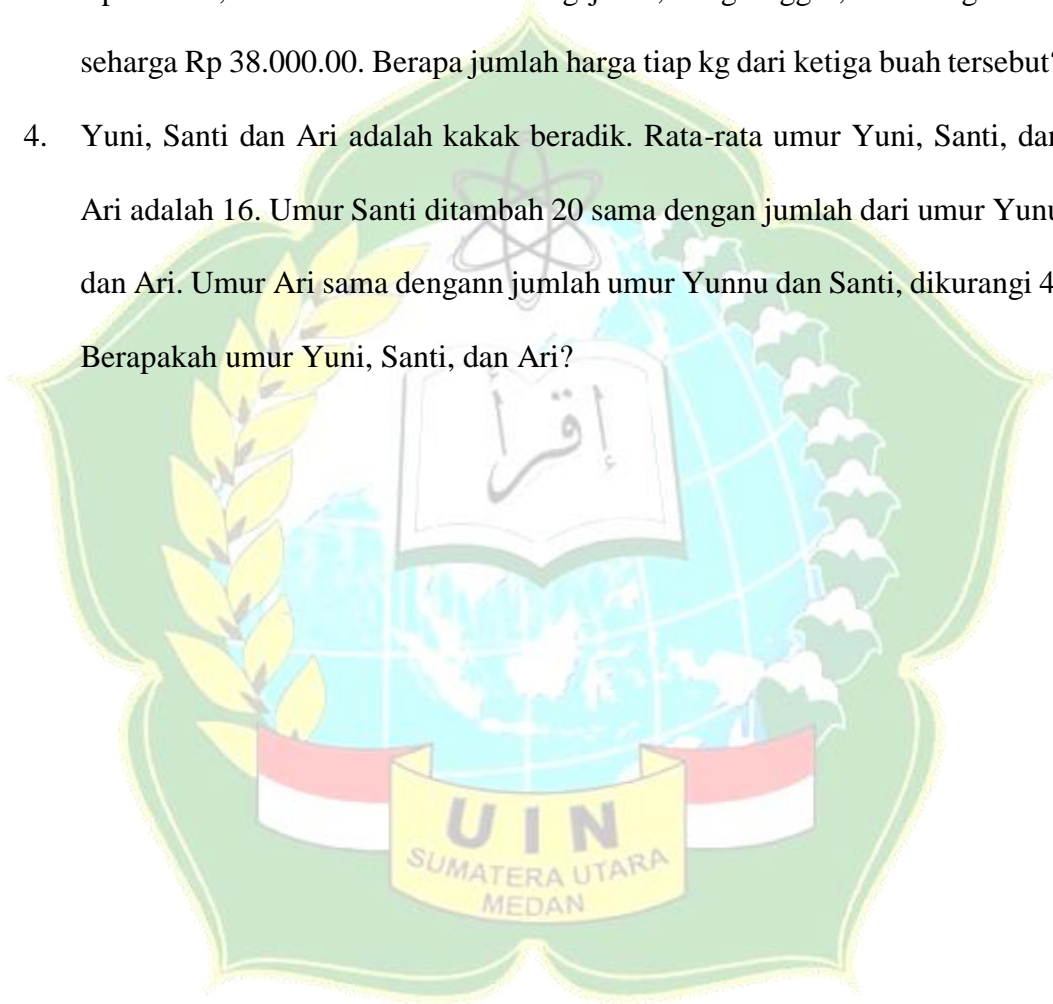 seharga Rp 38.000.00. Berapa jumlah harga tiap kg dari ketiga buah tersebut?
4. Yuni, Santi dan Ari adalah kakak beradik. Rata-rata umur Yuni, Santi, dan
Ari adalah 16. Umur Santi ditambah 20 sama dengan jumlah dari umur Yunu
dan Ari. Umur Ari sama dengann jumlah umur Yunnu dan Santi, dikurangi 4
Berapakah umur Yuni, Santi, dan Ari?
إقرأ
UIN
SUMATERA UTARA
MEDAN